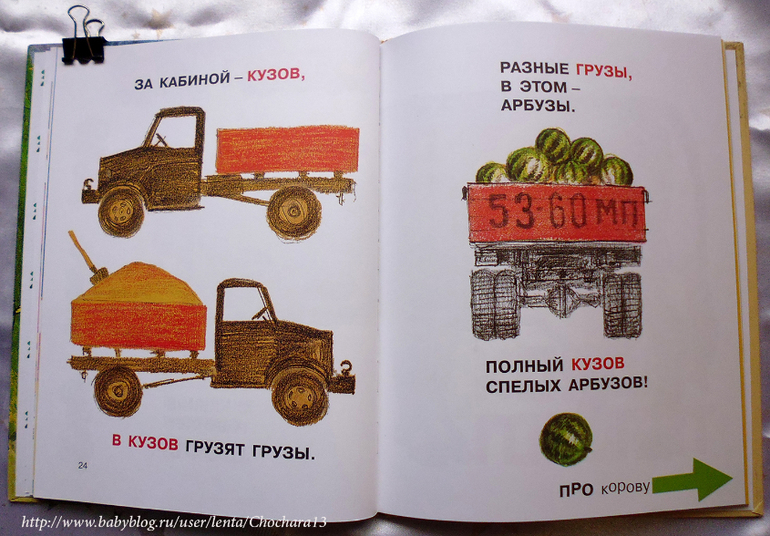 ЗА КАБИНОЙ – КУЗОВ,
В КУЗОВ ГРУЗЯТ ГРУЗЫ.
24
РАЗНЫЕ ГРУЗЫ,
В ЭТОМ –
АРБУЗЫ.
53-60 МП
ПОЛНЫЙ КУЗОВ
СПЕЛЫХ АРБУЗОВ!
ПРО корову
http://www.babyblog.ru/user/lenta/Chochara13